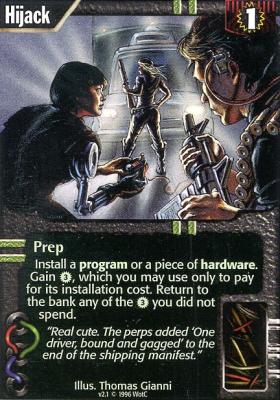 Hijack
1
Prep
Install a program or a piece of hardware.
Gain 3, which you may use only to pay
for its installation cost. Return to
the bank any of the 3 you did not
spend.
"Real cute. The perps added 'One
driver, bound and gagged' to the
end of the shipping manifest."
Illus. Thomas Gianni
v2.1 © 1996 WotC